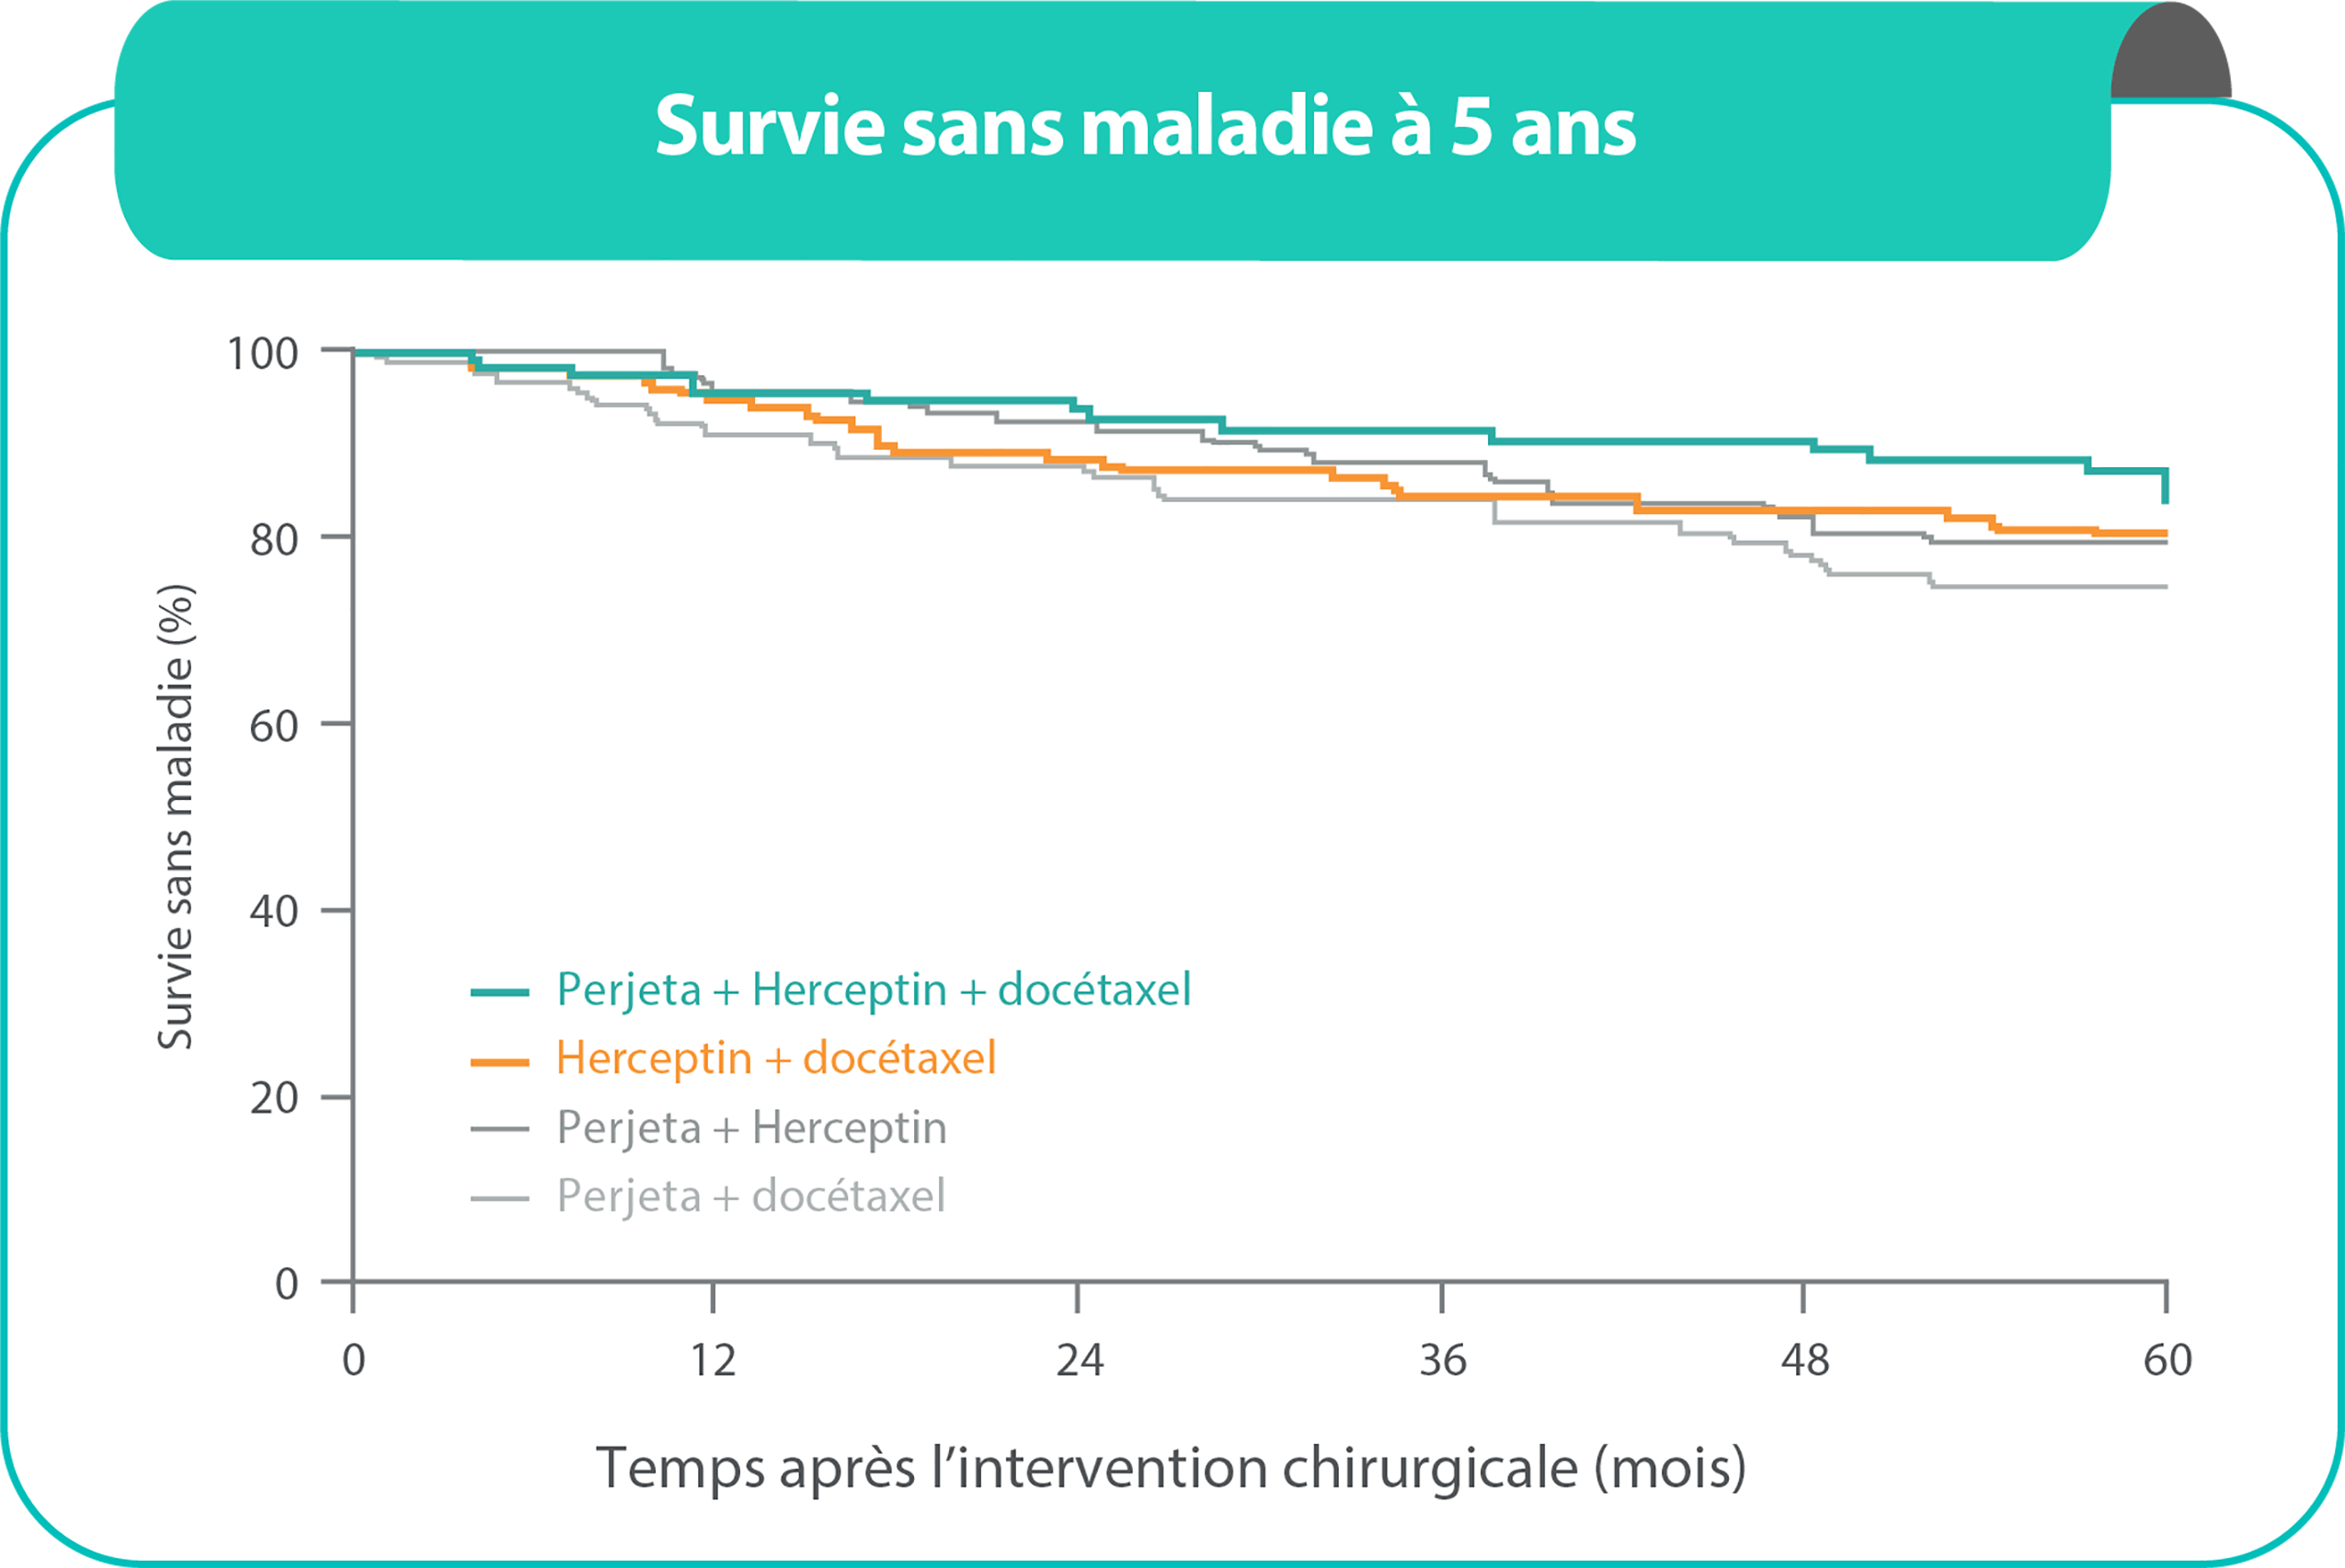 Survie sans maladie à 5 ans
100
80
60
40
20
0
Survie sans maladie (%)
Perjeta + Herceptin + docétaxel
Herceptin + docétaxel
Perjeta + Herceptin
Perjeta + docétaxel
0 12 24 36 48 60
Temps après l’intervention chirurgicale (mois)